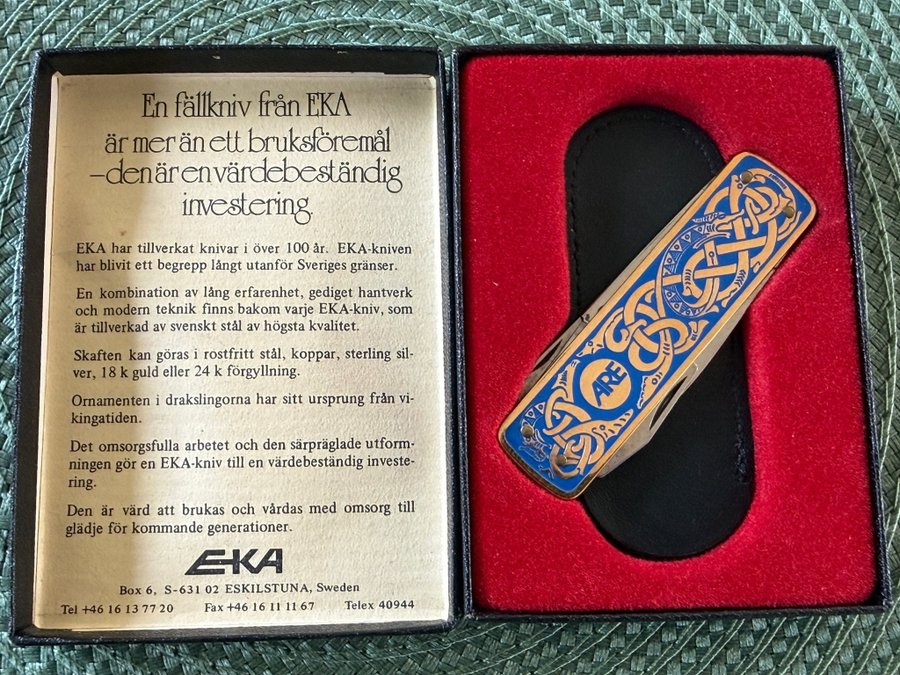 En fällkniv från EKA
är mer än ett bruksföremål
–den är en värdebeständig
investering.
EKA har tillverkat knivar i över 100 år. EKA-kniven
har blivit ett begrepp långt utanför Sveriges gränser.
En kombination av lång erfarenhet, gediget hantverk
och modern teknik finns bakom varje EKA-kniv, som
är tillverkad av svenskt stål av högsta kvalitet.
Skaften kan göras i rostfritt stål, koppar, sterling sil-
ver, 18 k guld eller 24 k förgyllning.
Ornamenten i drakslingorna har sitt ursprung från vi-
kingatiden.
Det omsorgsfulla arbetet och den särpräglade utform-
ningen gör en EKA-kniv till en värdebeständig investe-
ring.
Den är värd att brukas och vårdas med omsorg till
glädje för kommande generationer.
EKA
Box 6, S-631 02 ESKILSTUNA, Sweden
Tel +46 16 13 77 20 Fax +46 16 11 11 67 Telex 40944
ÅRE